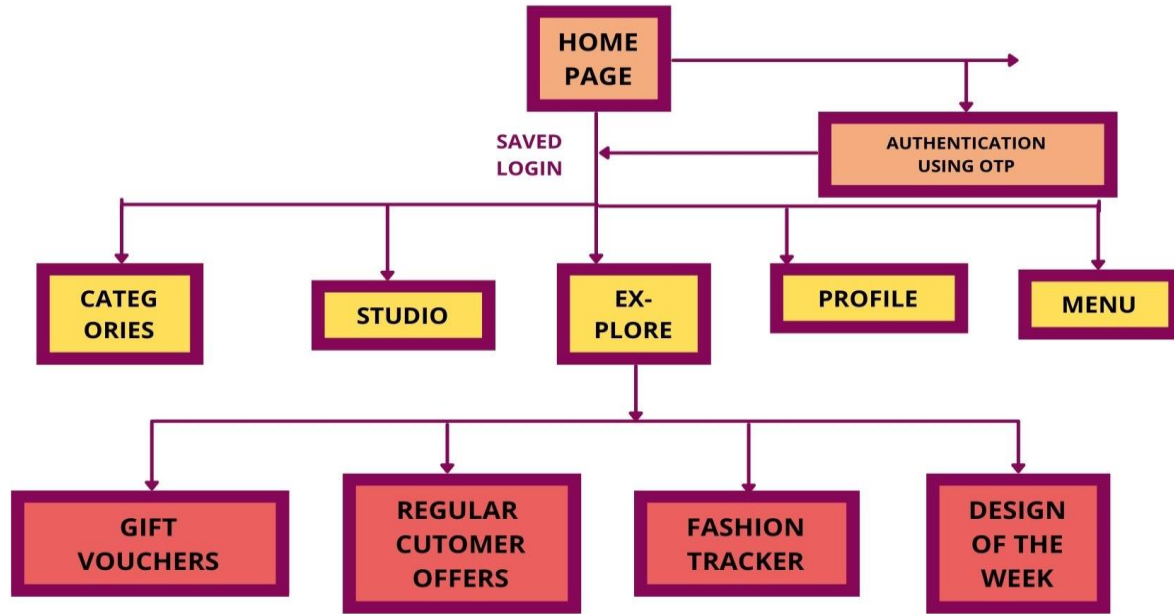 HOME
PAGE
SAVED
LOGIN
AUTHENTICATION
USING OTP
CATEG
ORIES
STUDIO
EX-
PLORE
PROFILE
MENU
GIFT
VOUCHERS
REGULAR
CUTOMER
OFFERS
FASHION
TRACKER
DESIGN
OF THE
WEEK